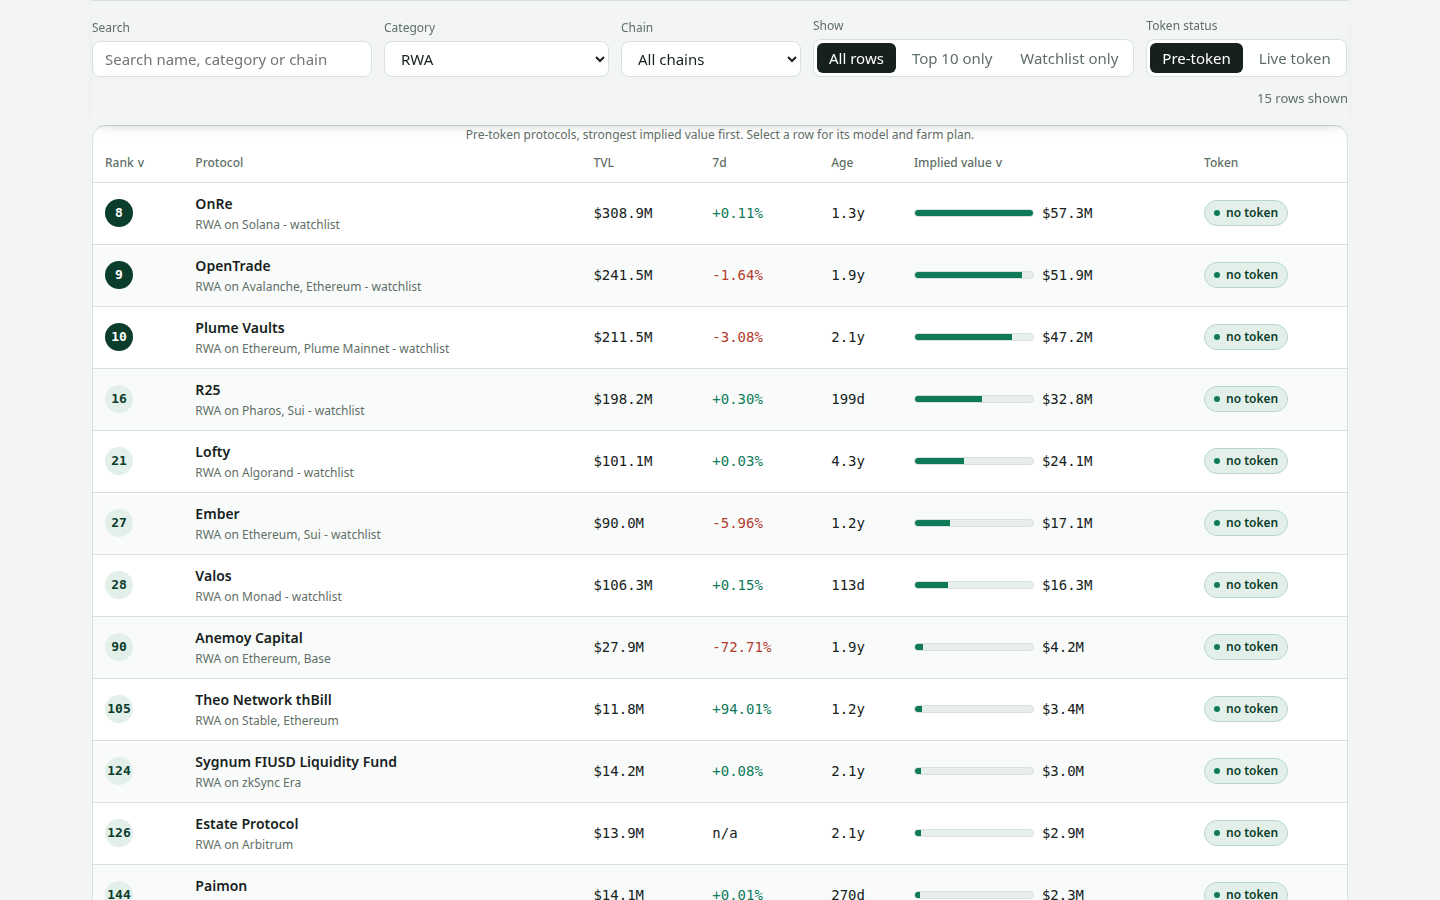 Search
Category
Chain
Show
Token status
Search name, category or chain
RWA
All chains
All rows Top 10 only Watchlist only
Pre-token Live token
15 rows shown
Pre-token protocols, strongest implied value first. Select a row for its model and farm plan.
Rank v Protocol TVL 7d Age Implied value v Token
8 OnRe $308.9M +0.11% 1.3y $57.3M no token
RWA on Solana - watchlist
9 OpenTrade $241.5M -1.64% 1.9y $51.9M no token
RWA on Avalanche, Ethereum - watchlist
10 Plume Vaults $211.5M -3.08% 2.1y $47.2M no token
RWA on Ethereum, Plume Mainnet - watchlist
16 R25 $198.2M +0.30% 199d $32.8M no token
RWA on Pharos, Sui - watchlist
21 Lofty $101.1M +0.03% 4.3y $24.1M no token
RWA on Algorand - watchlist
27 Ember $90.0M -5.96% 1.2y $17.1M no token
RWA on Ethereum, Sui - watchlist
28 Valos $106.3M +0.15% 113d $16.3M no token
RWA on Monad - watchlist
90 Anemoy Capital $27.9M -72.71% 1.9y $4.2M no token
RWA on Ethereum, Base
105 Theo Network thBill $11.8M +94.01% 1.2y $3.4M no token
RWA on Stable, Ethereum
124 Sygnum FIUSD Liquidity Fund $14.2M +0.08% 2.1y $3.0M no token
RWA on zkSync Era
126 Estate Protocol $13.9M n/a 2.1y $2.9M no token
RWA on Arbitrum
144 Paimon $14.1M +0.01% 270d $2.3M no token